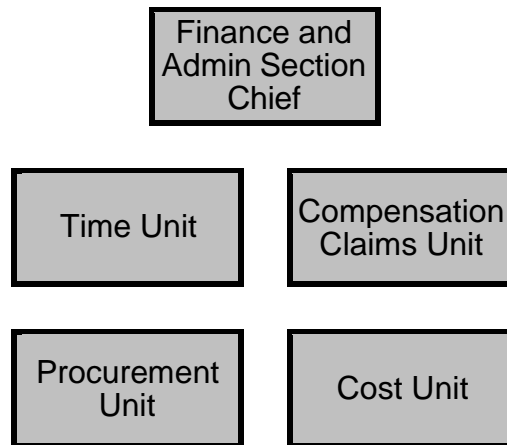 Finance and
Admin Section
Chief
Time Unit
Compensation
Claims Unit
Procurement
Unit
Cost Unit